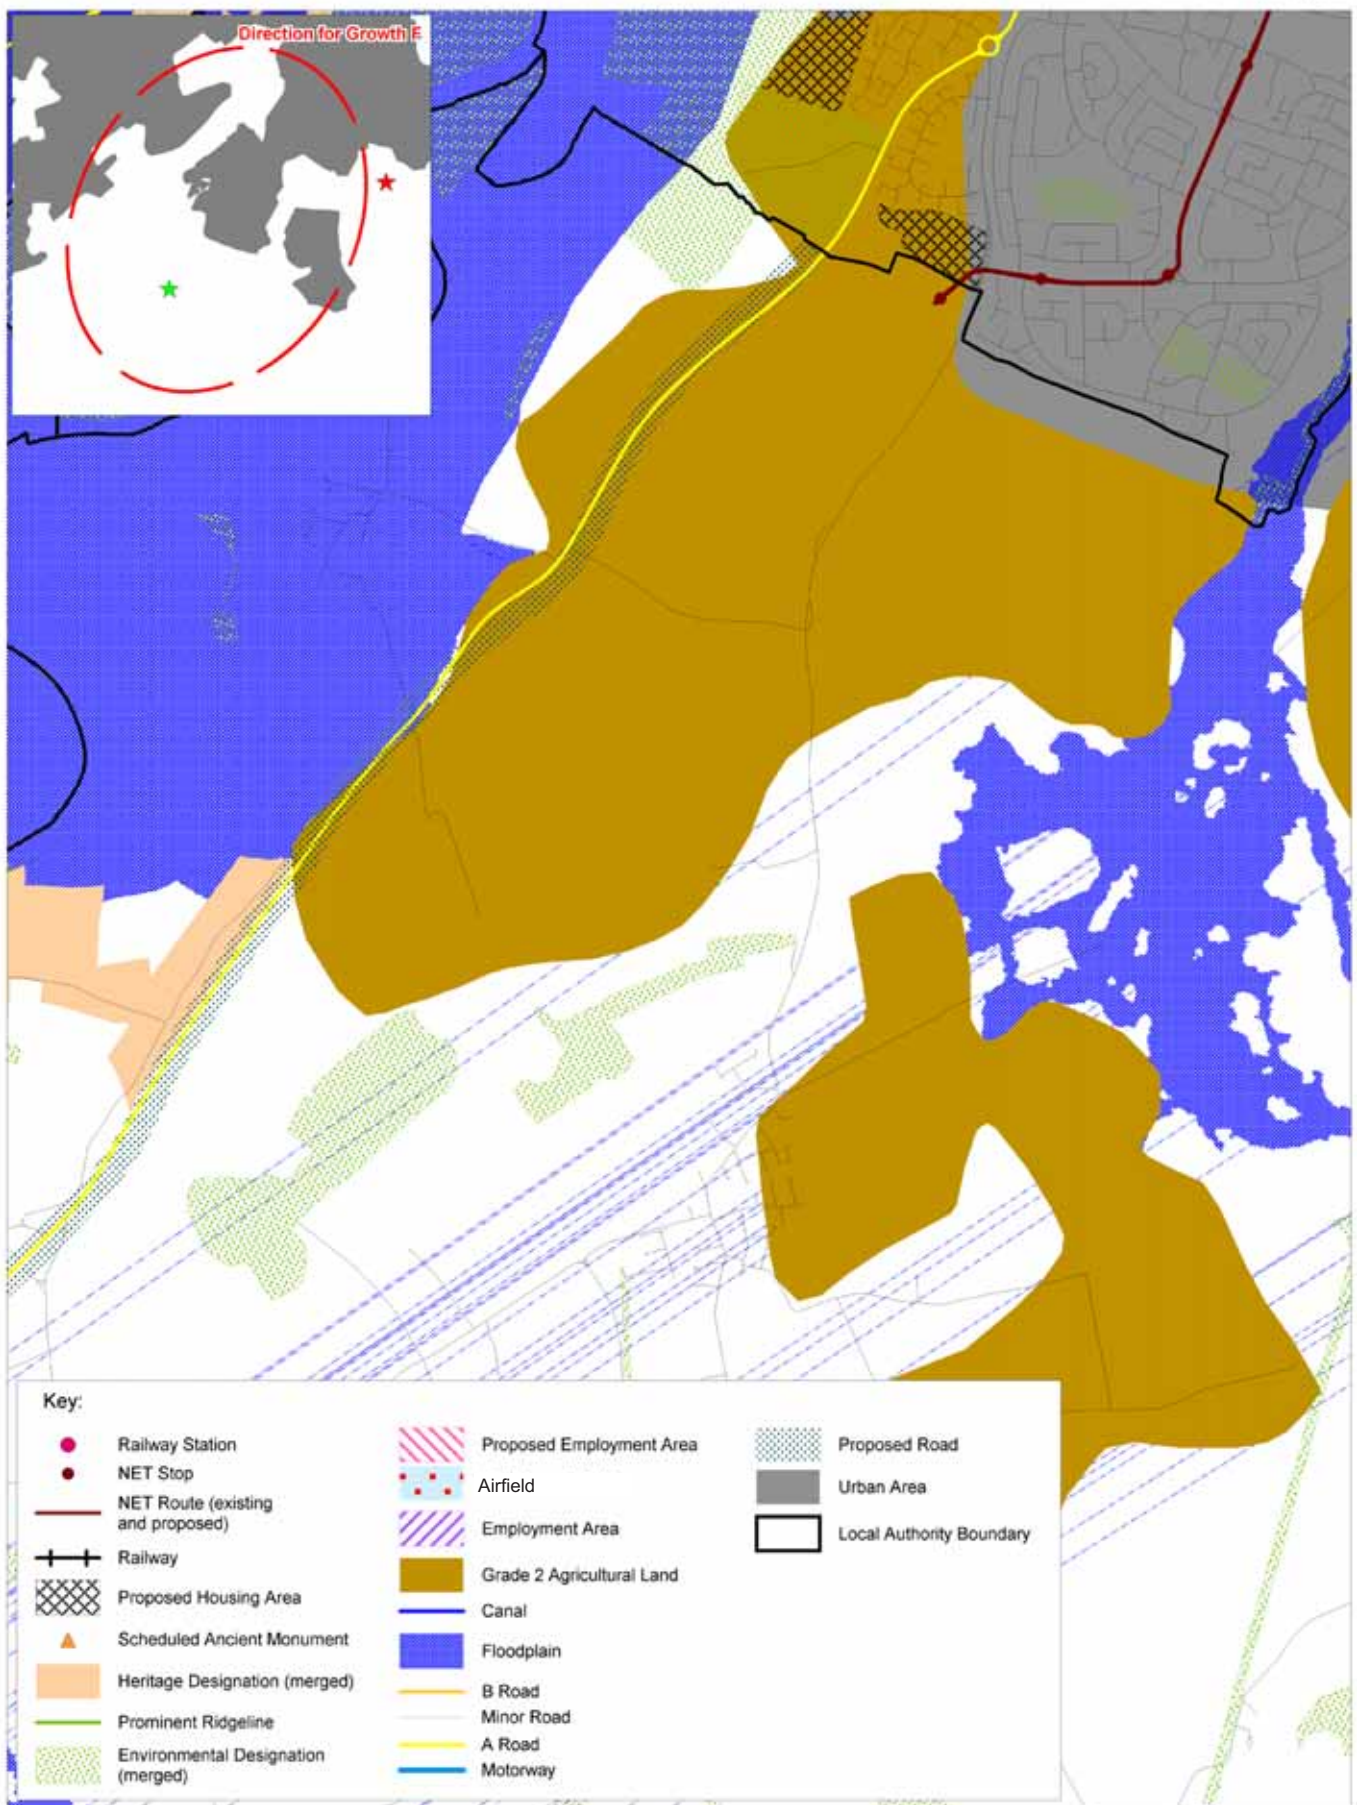 Direction for Growth E
Key:
Railway Station
NET Stop
NET Route (existing
and proposed)
Railway
Proposed Housing Area
Scheduled Ancient Monument
Heritage Designation (merged)
Prominent Ridgeline
Environmental Designation
(merged)
Proposed Employment Area
Airfield
Employment Area
Grade 2 Agricultural Land
Canal
Floodplain
B Road
Minor Road
A Road
Motorway
Proposed Road
Urban Area
Local Authority Boundary